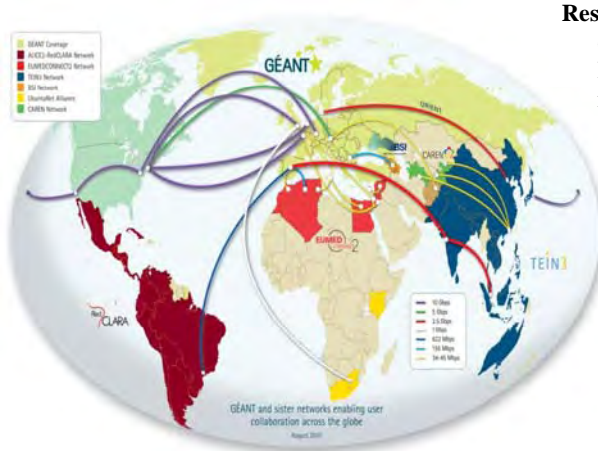 Res
GÉANT Coverage
ALICE2-RedCLARA Network
EUMEDCONNECT2 Network
TEIN3 Network
BSI Network
UbuntuNet Alliance
CAREN Network
GÉANT
ORIENT
BSI
CAREN
EUMED
2
TEIN3
Red
CLARA
10 Gbps
5 Gbps
2.5 Gbps
1 Gbps
622 Mbps
155 Mbps
34-45 Mbps
GÉANT and sister networks enabling user
collaboration across the globe